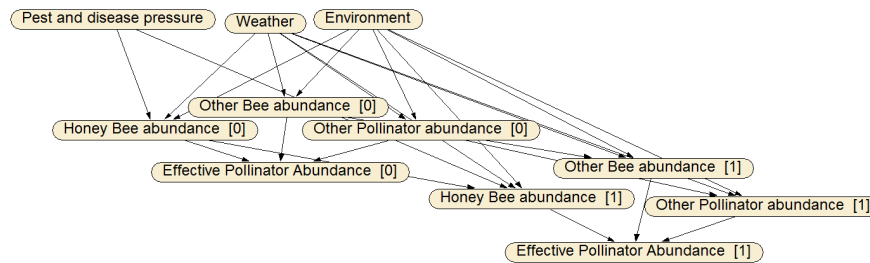 Pest and disease pressure
Weather
Environment
Other Bee abundance [0]
Honey Bee abundance [0]
Other Pollinator abundance [0]
Effective Pollinator Abundance [0]
Other Bee abundance [1]
Honey Bee abundance [1]
Other Pollinator abundance [1]
Effective Pollinator Abundance [1]